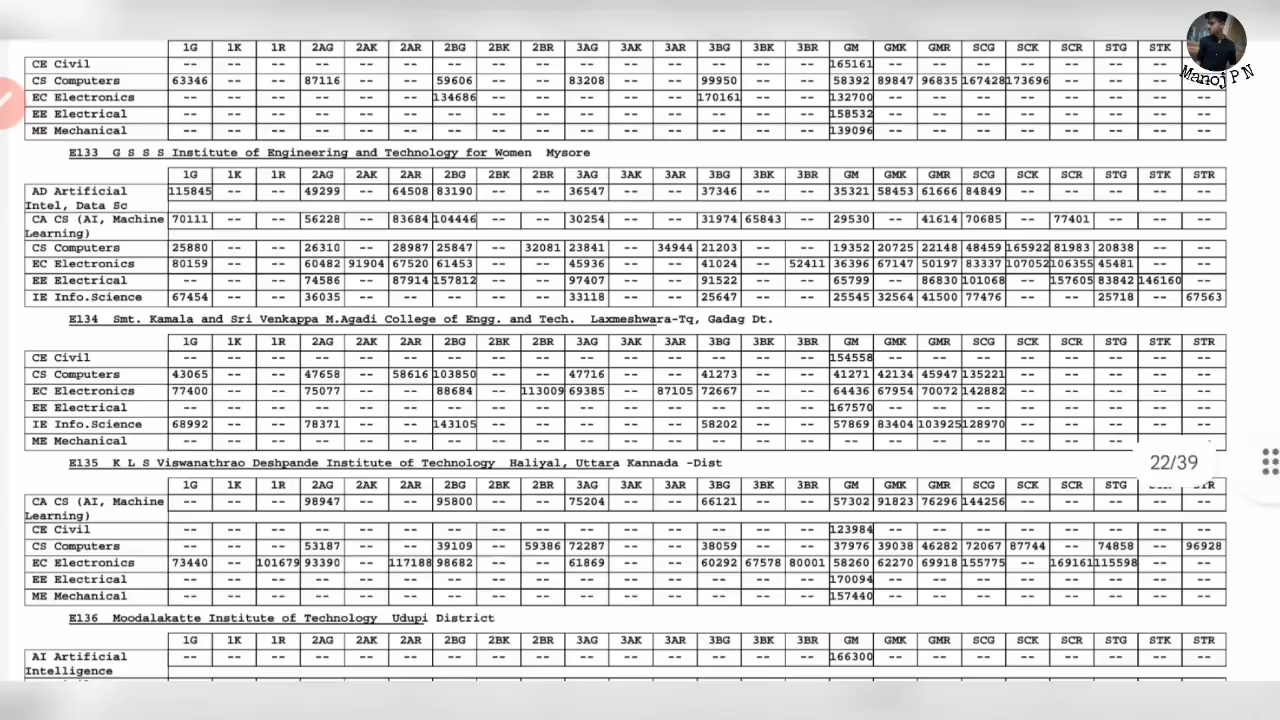 1G 1K 1R 2AG 2AK 2AR 2BG 2BK 2BR 3AG 3AK 3AR 3BG 3BK 3BR GM GMK GMR SCG SCK SCR STG STK
CE Civil -- -- -- -- -- -- -- -- -- -- -- -- -- -- -- 165161 -- -- -- -- -- -- -- --
CS Computers 63346 -- -- 87116 -- -- 59606 -- -- 83208 -- -- 99950 -- -- 58392 89847 96835 167428 173696 -- -- -- --
Manoj P N
EC Electronics -- -- -- -- -- -- 134686 -- -- -- -- -- 170161 -- -- 132700 -- -- -- -- -- -- -- --
EE Electrical -- -- -- -- -- -- -- -- -- -- -- -- -- -- -- 158532 -- -- -- -- -- -- -- --
ME Mechanical -- -- -- -- -- -- -- -- -- -- -- -- -- -- -- 139096 -- -- -- -- -- -- -- --
E133 G S S S Institute of Engineering and Technology for Women Mysore
1G 1K 1R 2AG 2AK 2AR 2BG 2BK 2BR 3AG 3AK 3AR 3BG 3BK 3BR GM GMK GMR SCG SCK SCR STG STK STR
AD Artificial 115845 -- -- 49299 -- 64508 83190 -- -- 36547 -- -- 37346 -- -- 35321 58453 61666 84849 -- -- -- -- --
Intel, Data Sc
CA CS (AI, Machine 70111 -- -- 56228 -- 83684 104446 -- -- 30254 -- -- 31974 65843 -- 29530 -- 41614 70685 -- 77401 -- -- --
Learning)
CS Computers 25880 -- -- 26310 -- 28987 25847 -- 32081 23841 -- 34944 21203 -- -- 19352 20725 22148 48459 165922 81983 20838 -- --
EC Electronics 80159 -- -- 60482 91904 67520 61453 -- -- 45936 -- -- 41024 -- 52411 36396 67147 50197 83337 107052 106355 45481 -- --
EE Electrical -- -- -- 74586 -- 87914 157812 -- -- 97407 -- -- 91522 -- -- 65799 -- 86830 101068 -- 157605 83842 146160 --
IE Info.Science 67454 -- -- 36035 -- -- -- -- -- 33118 -- -- 25647 -- -- 25545 32564 41500 77476 -- -- 25718 -- 67563
E134 Smt. Kamala and Sri Venkappa M.Agadi College of Engg. and Tech. Laxmeshwara-Tq, Gadag Dt.
1G 1K 1R 2AG 2AK 2AR 2BG 2BK 2BR 3AG 3AK 3AR 3BG 3BK 3BR GM GMK GMR SCG SCK SCR STG STK STR
CE Civil -- -- -- -- -- -- -- -- -- -- -- -- -- -- -- 154558 -- -- -- -- -- -- -- --
CS Computers 43065 -- -- 47658 -- 58616 103850 -- -- 47716 -- -- 41273 -- -- 41271 42134 45947 135221 -- -- -- -- --
EC Electronics 77400 -- -- 75077 -- -- 88684 -- 113009 69385 -- 87105 72667 -- -- 64436 67954 70072 142882 -- -- -- -- --
EE Electrical -- -- -- -- -- -- -- -- -- -- -- -- -- -- -- 167570 -- -- -- -- -- -- -- --
IE Info.Science 68992 -- -- 78371 -- -- 143105 -- -- -- -- -- 58202 -- -- 57869 83404 103925 128970 -- -- -- -- --
ME Mechanical -- -- -- -- -- -- -- -- -- -- -- -- -- -- -- -- -- -- -- -- -- -- -- --
E135 K L S Viswanathrao Deshpande Institute of Technology Haliyal, Uttara Kannada -Dist
22/39
1G 1K 1R 2AG 2AK 2AR 2BG 2BK 2BR 3AG 3AK 3AR 3BG 3BK 3BR GM GMK GMR SCG SCK SCR STG
CA CS (AI, Machine -- -- -- 98947 -- -- 95800 -- -- 75204 -- -- 66121 -- -- 57302 91823 76296 144256 -- -- -- -- --
Learning)
CE Civil -- -- -- -- -- -- -- -- -- -- -- -- -- -- -- 123984 -- -- -- -- -- -- -- --
CS Computers -- -- -- 53187 -- -- 39109 -- 59386 72287 -- -- 38059 -- -- 37976 39038 46282 72067 87744 -- 74858 -- 96928
EC Electronics 73440 -- 101679 93390 -- 117188 98682 -- -- 61869 -- -- 60292 67578 80001 58260 62270 69918 155775 -- 169161 115598 -- --
EE Electrical -- -- -- -- -- -- -- -- -- -- -- -- -- -- -- 170094 -- -- -- -- -- -- -- --
ME Mechanical -- -- -- -- -- -- -- -- -- -- -- -- -- -- -- 157440 -- -- -- -- -- -- -- --
E136 Moodalakatte Institute of Technology Udupi District
1G 1K 1R 2AG 2AK 2AR 2BG 2BK 2BR 3AG 3AK 3AR 3BG 3BK 3BR GM GMK GMR SCG SCK SCR STG STK STR
AI Artificial -- -- -- -- -- -- -- -- -- -- -- -- -- -- -- 166300 -- -- -- -- -- -- -- --
Intelligence